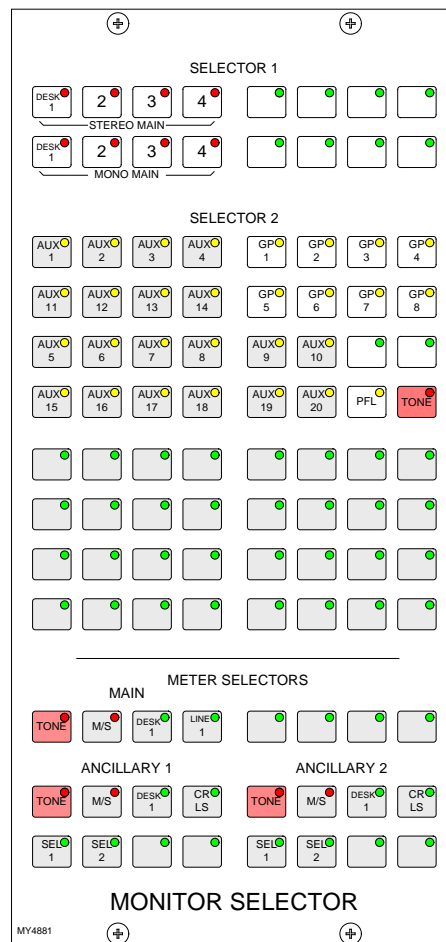 SELECTOR 1
DESK 1 2 3 4
STEREO MAIN
DESK 1 2 3 4
MONO MAIN
SELECTOR 2
AUX 1 AUX 2 AUX 3 AUX 4 GP 1 GP 2 GP 3 GP 4
AUX 11 AUX 12 AUX 13 AUX 14 GP 5 GP 6 GP 7 GP 8
AUX 5 AUX 6 AUX 7 AUX 8 AUX 9 AUX 10
AUX 15 AUX 16 AUX 17 AUX 18 AUX 19 AUX 20 PFL TONE
METER SELECTORS
MAIN
TONE M/S DESK 1 LINE 1
ANCILLARY 1 ANCILLARY 2
TONE M/S DESK 1 CR LS TONE M/S DESK 1 CR LS
SEL 1 SEL 2 SEL 1 SEL 2
MONITOR SELECTOR
MY4881